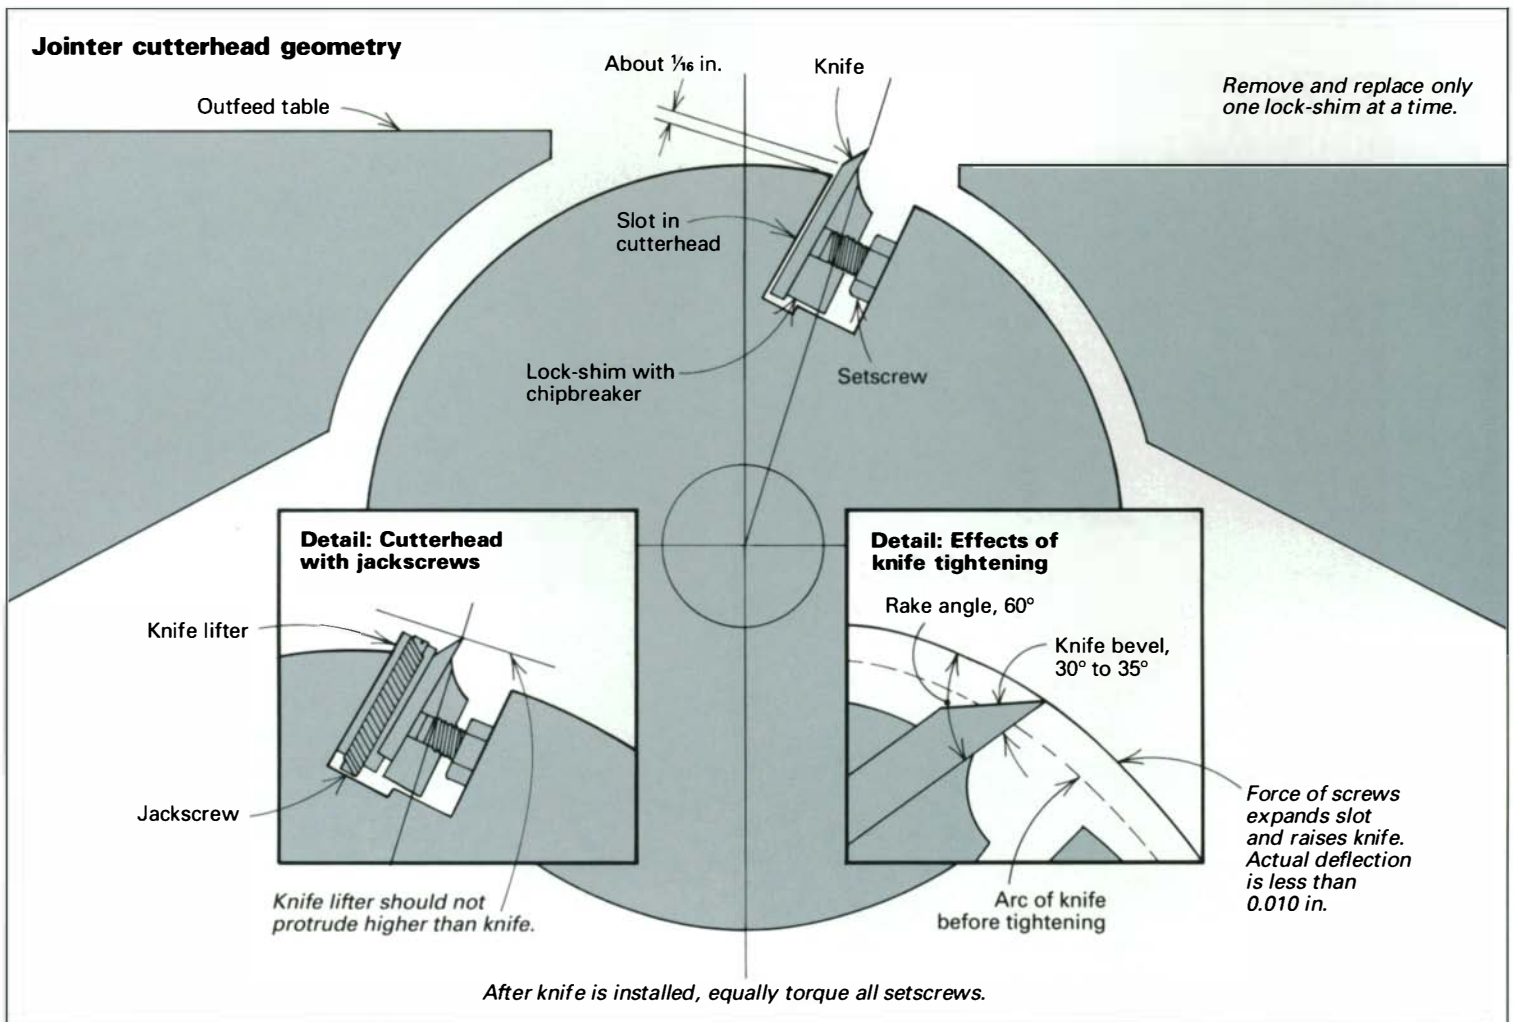 Jointer cutterhead geometry
About 1/16 in.
Knife
Outfeed table
Remove and replace only
one lock-shim at a time.
Slot in
cutterhead
Lock-shim with
chipbreaker
Setscrew
Detail: Cutterhead
with jackscrews
Knife lifter
Jackscrew
Knife lifter should not
protrude higher than knife.
Detail: Effects of
knife tightening
Rake angle, 60°
Knife bevel,
30° to 35°
Force of screws
expands slot
and raises knife.
Actual deflection
is less than
0.010 in.
Arc of knife
before tightening
After knife is installed, equally torque all setscrews.